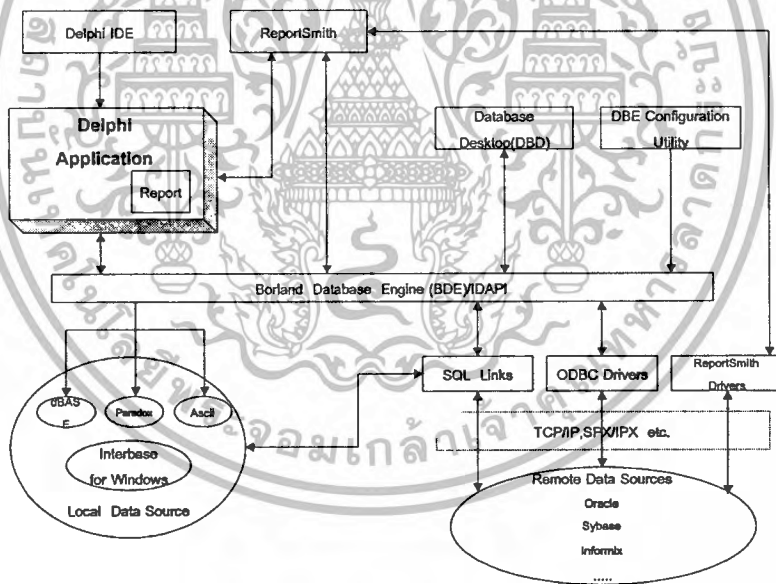 Delphi IDE
ReportSmith
Delphi
Application
Report
Database
Desktop(DBD)
DBE Configuration
Utility
Borland Database Engine (BDE)/IDAPI
SQL Links
ODBC Drivers
ReportSmith
Drivers
dBAS
E
Paradox
Ascii
Interbase
for Windows
Local Data Source
TCP/IP,SPX/IPX etc.
Remote Data Sources
Oracle
Sybase
Informix
.....